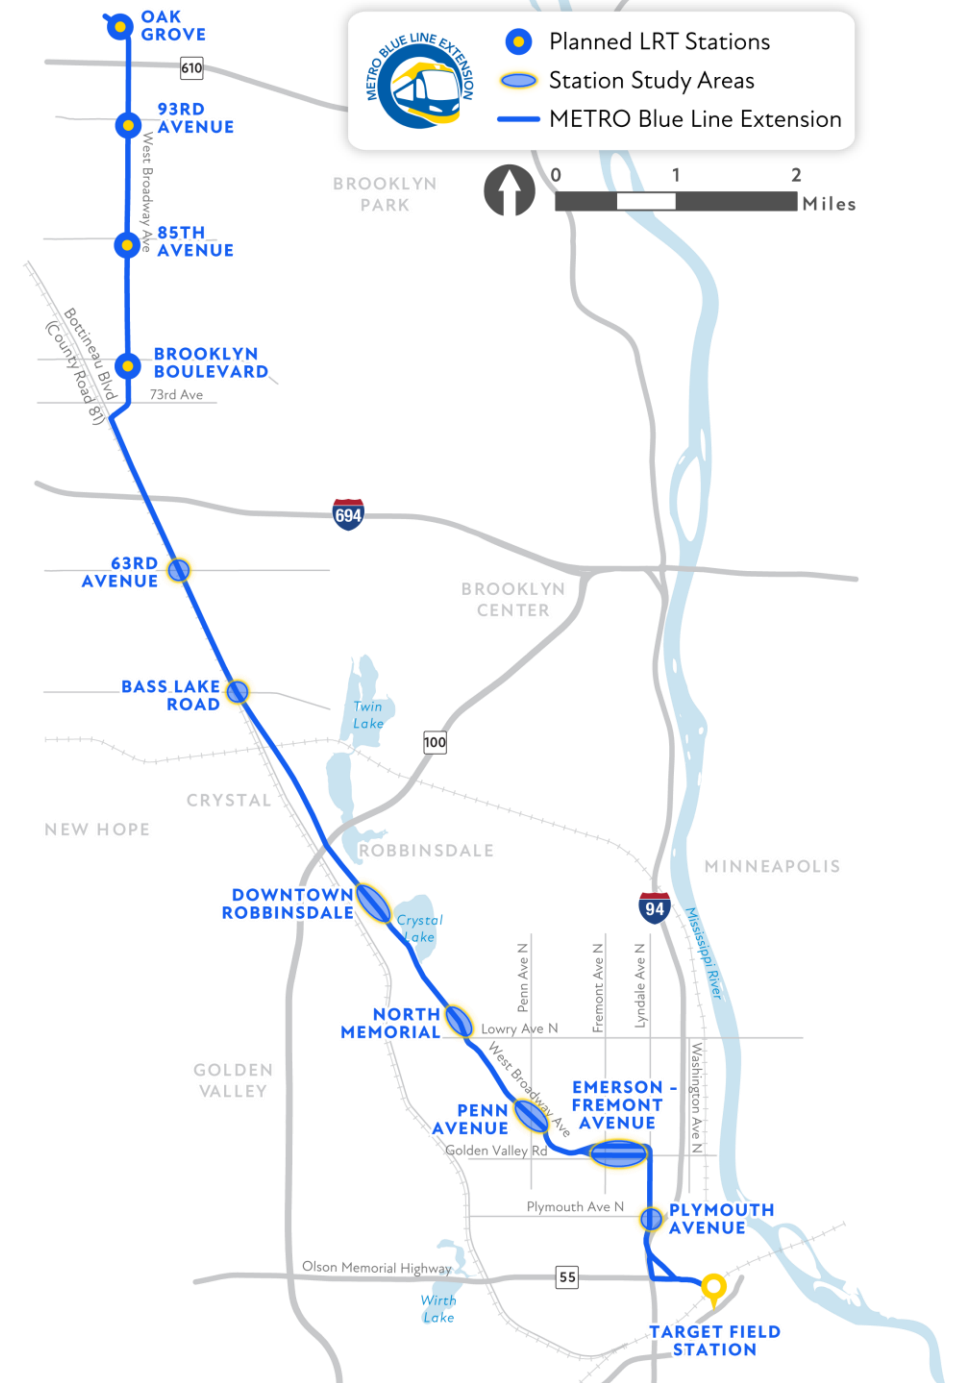 OAK
GROVE
METRO BLUE LINE EXTENSION
Planned LRT Stations
Station Study Areas
METRO Blue Line Extension
610
93RD
AVENUE
West Broadway Ave
0 1 2
Miles
BROOKLYN
PARK
85TH
AVENUE
Bottineau Blvd
(County Road 81)
BROOKLYN
BOULEVARD
73rd Ave
694
63RD
AVENUE
BROOKLYN
CENTER
BASS LAKE
ROAD
Twin
Lake
100
CRYSTAL
NEW HOPE
ROBBINSDALE
MINNEAPOLIS
DOWNTOWN
ROBBINSDALE
94
Crystal
Lake
Mississippi River
Penn Ave N
Fremont Ave N
Lyndale Ave N
NORTH
MEMORIAL
Lowry Ave N
West Broadway Ave
Washington Ave N
GOLDEN
VALLEY
EMERSON -
FREMONT
AVENUE
PENN
AVENUE
Golden Valley Rd
Plymouth Ave N
PLYMOUTH
AVENUE
Olson Memorial Highway
55
Wirth
Lake
TARGET FIELD
STATION